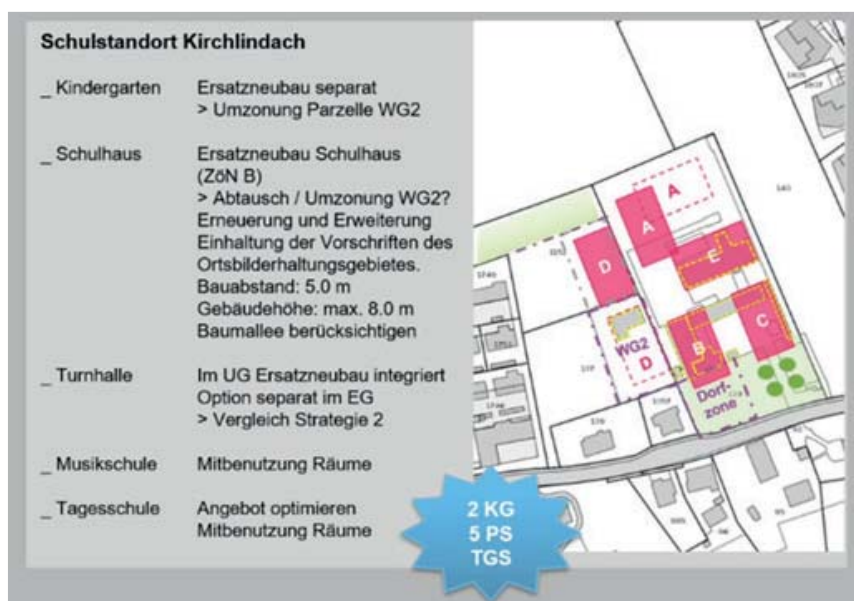 Schulstandort Kirchlindach
_ Kindergarten Ersatzneubau separat
> Umzonung Parzelle WG2
_ Schulhaus Ersatzneubau Schulhaus
(ZöN B)
> Abtausch / Umzonung WG2?
Erneuerung und Erweiterung
Einhaltung der Vorschriften des
Ortsbilderhaltungsgebietes.
Bauabstand: 5.0 m
Gebäudehöhe: max. 8.0 m
Baumallee berücksichtigen
_ Turnhalle Im UG Ersatzneubau integriert
Option separat im EG
> Vergleich Strategie 2
_ Musikschule Mitbenutzung Räume
_ Tagesschule Angebot optimieren
Mitbenutzung Räume
2 KG
5 PS
TGS
A
A
E
D
C
B
WG2
D
Dorf-
zone